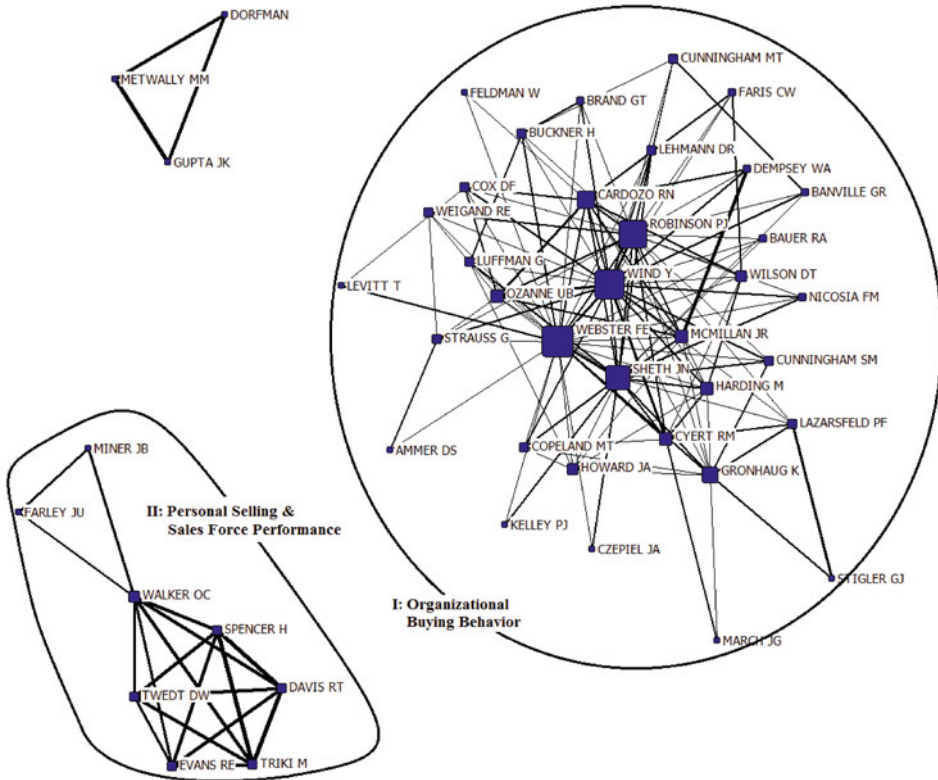 DORFMAN
METWALLY MM
GUPTA JK
CUNNINGHAM MT
FELDMAN W
BRAND GT
FARIS CW
BUCKNER H
LEHMANN DR
DEMPSEY WA
COX DF
CARDOZO RN
BANVILLE GR
WEIGAND RE
ROBINSON PJ
BAUER RA
LUFFMAN G
WIND Y
WILSON DT
LEVITT T
OZANNE UB
NICOSIA FM
STRAUSS G
WEBSTER FE
MCMILLAN JR
CUNNINGHAM SM
SHETH JN
HARDING M
LAZARSFELD PF
AMMER DS
COPELAND MT
CYERT RM
HOWARD JA
GRONHAUG K
KELLEY PJ
CZEPIEL JA
STIGLER GJ
MARCH JG
I: Organizational
Buying Behavior
MINER JB
FARLEY JU
II: Personal Selling &
Sales Force Performance
WALKER OC
SPENCER H
TWEDT DW
DAVIS RT
EVANS RE
TRIKI M